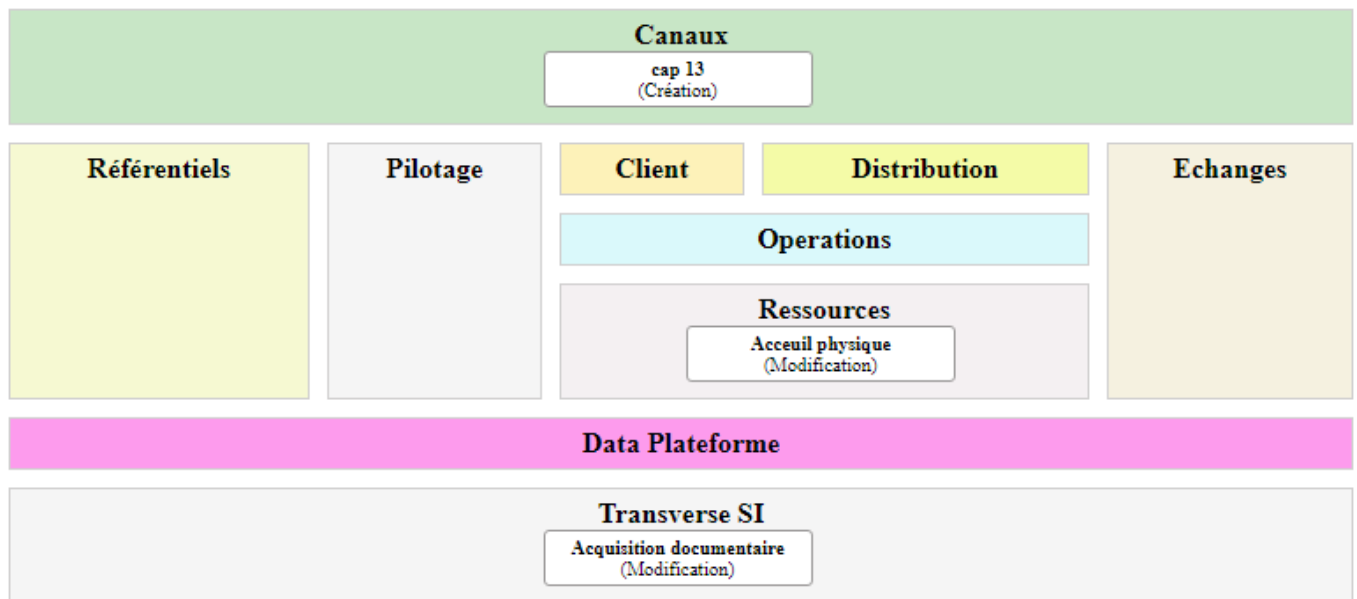 Canaux
cap 13
(Création)
Référentiels
Pilotage
Client
Distribution
Echanges
Operations
Ressources
Acceuil physique
(Modification)
Data Plateforme
Transverse SI
Acquisition documentaire
(Modification)